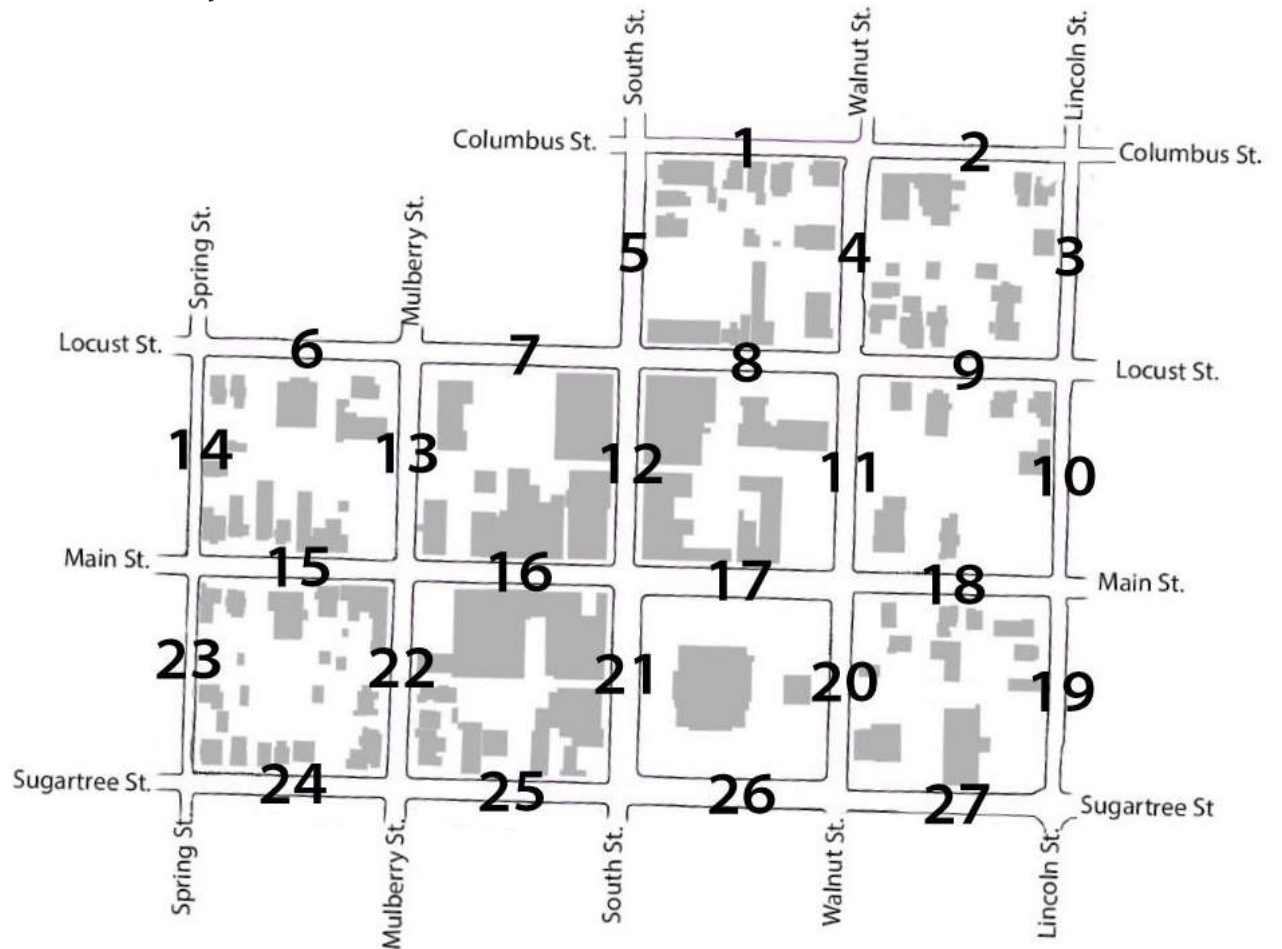 South St.
Walnut St.
Lincoln St.
Columbus St.
1
2
Columbus St.
Spring St.
Mulberry St.
5
4
3
Locust St.
6
7
8
9
Locust St.
14
13
12
11
10
Main St.
15
16
17
18
Main St.
23
22
21
20
19
Sugartree St.
24
25
26
27
Sugartree St
Spring St.
Mulberry St.
South St.
Walnut St.
Lincoln St.